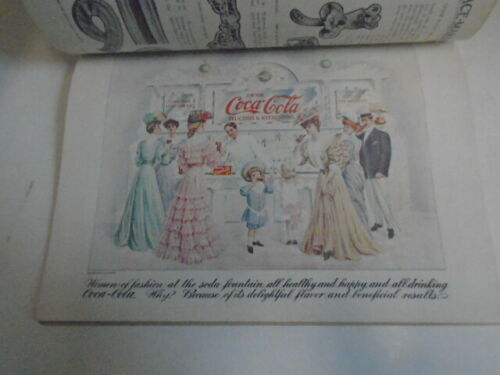 DRINK
Coca-Cola
DELICIOUS & REFRESHING
Women of fashion at the soda fountain, all healthy and happy, and all drinking
Coca-Cola. Why? Because of its delightful flavor and beneficial results.